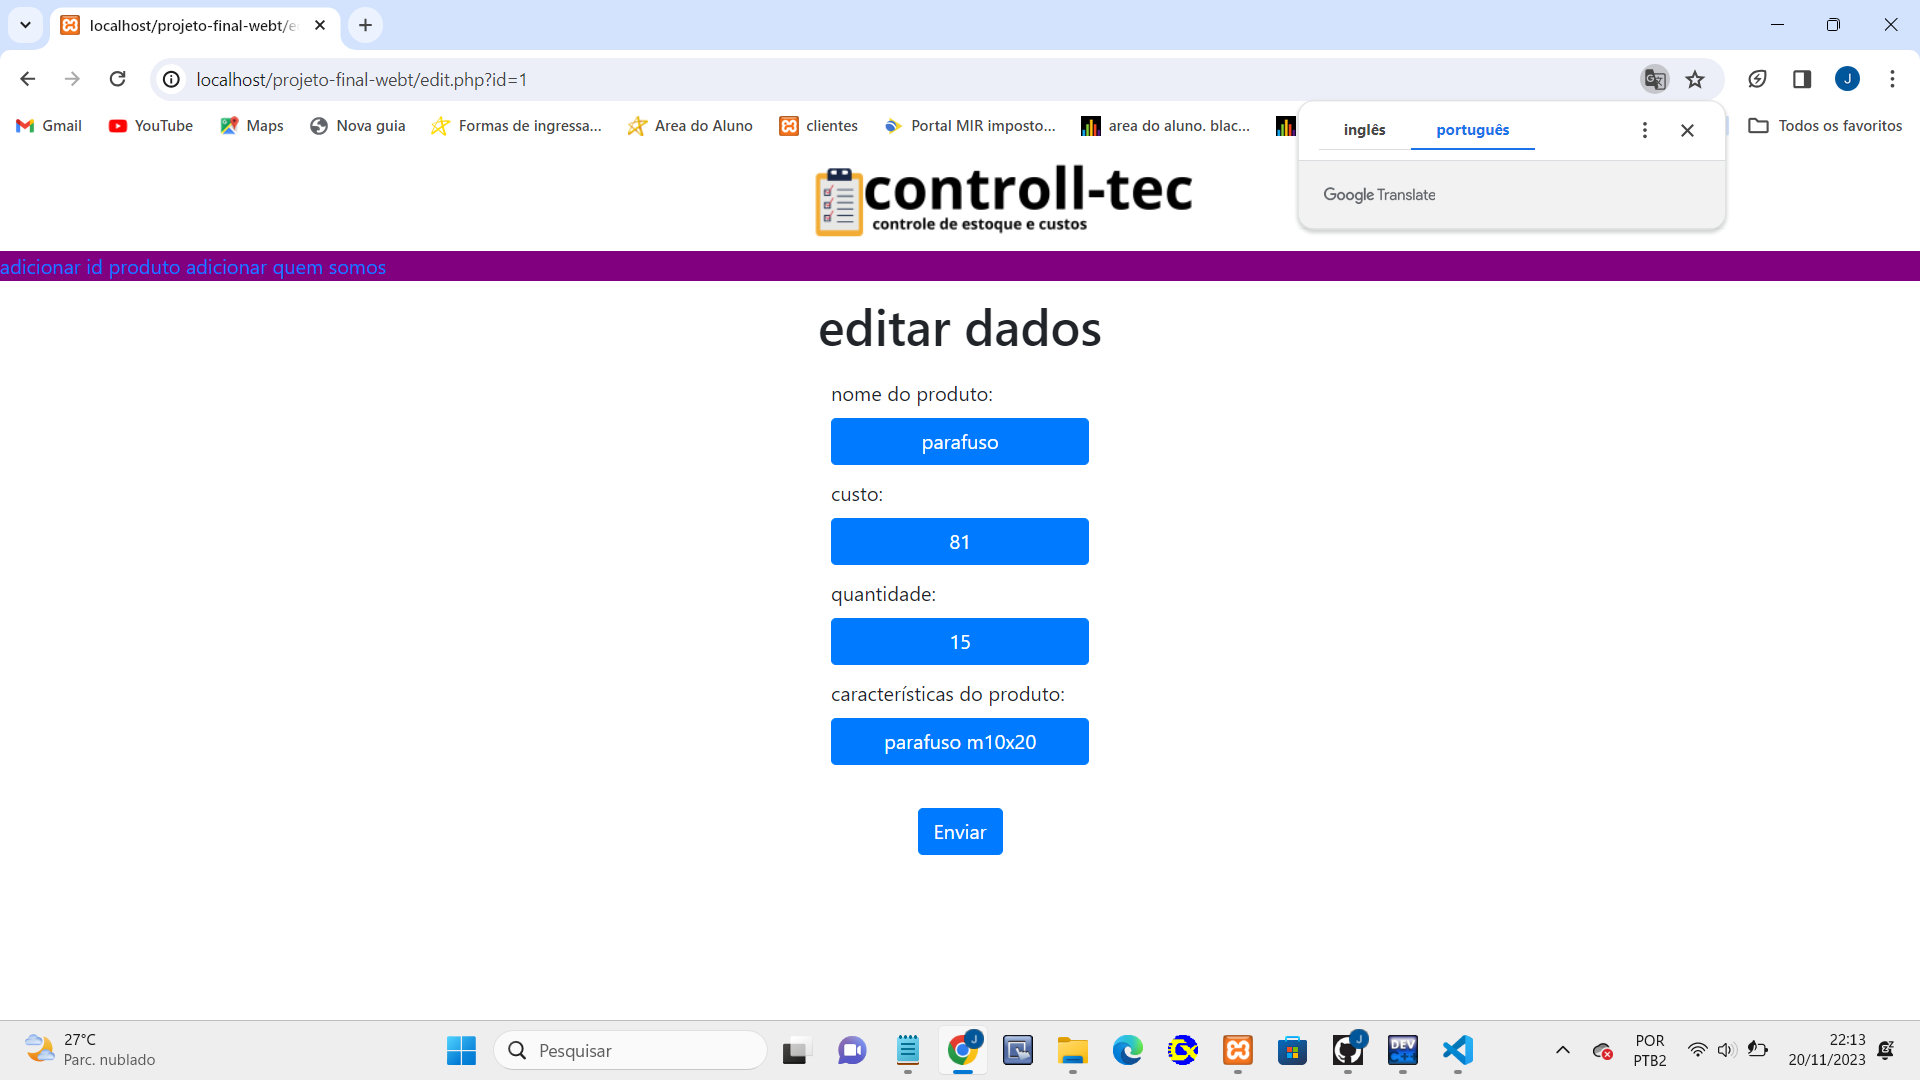 localhost/projeto-final-webt/e
localhost/projeto-final-webt/edit.php?id=1
J
Gmail
YouTube
Maps
Nova guia
Formas de ingressa...
Area do Aluno
clientes
Portal MIR imposto...
area do aluno. blac...
Todos os favoritos
inglês
português
Google Translate
controll-tec
controle de estoque e custos
adicionar id produto adicionar quem somos
editar dados
nome do produto:
parafuso
custo:
81
quantidade:
15
características do produto:
parafuso m10x20
Enviar
27°C
Parc. nublado
Pesquisar
J
J
DEV
C++
POR
PTB2
22:13
20/11/2023